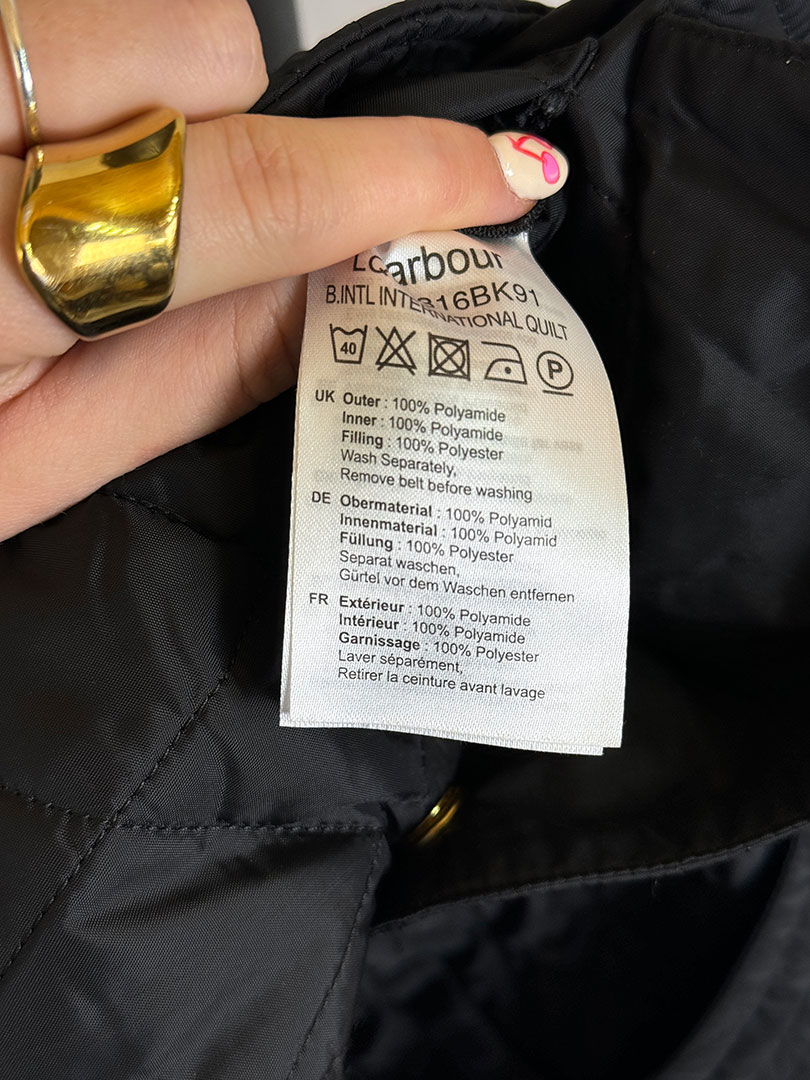 arbour
316BK91
B.INTL INTERNATIONAL QUILT
40
P
UK Outer : 100% Polyamide
Inner : 100% Polyamide
Filling : 100% Polyester
Wash Separately,
Remove belt before washing
DE Obermaterial : 100% Polyamid
Innenmaterial : 100% Polyamid
Füllung : 100% Polyester
Separat waschen,
Gürtel vor dem Waschen entfernen
FR Extérieur : 100% Polyamide
Intérieur : 100% Polyamide
Garnissage : 100% Polyester
Laver séparément,
Retirer la ceinture avant lavage